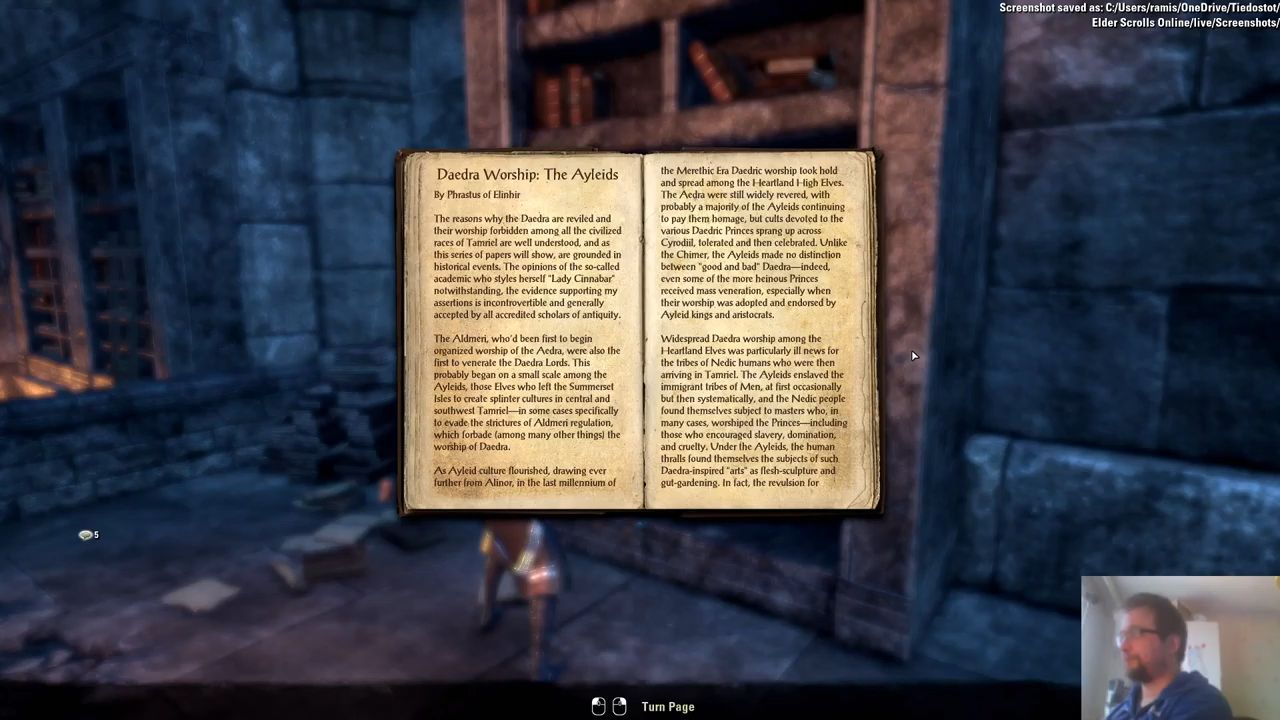 Screenshot saved as: C:/Users/ramis/OneDrive/Tiedostot/
Elder Scrolls Online/live/Screenshots/
Daedra Worship: The Ayleids
By Phrastus of Elinhir
The reasons why the Daedra are reviled and
their worship forbidden among all the civilized
races of Tamriel are well understood, and as
this series of papers will show, are grounded in
historical events. The opinions of the so-called
academic who styles herself "Lady Cinnabar"
notwithstanding, the evidence supporting my
assertions is incontrovertible and generally
accepted by all accredited scholars of antiquity.
The Aldmeri, who'd been first to begin
organized worship of the Aedra, were also the
first to venerate the Daedra Lords. This
probably began on a small scale among the
Ayleids, those Elves who left the Summerset
Isles to create splinter cultures in central and
southwest Tamriel—in some cases specifically
to evade the strictures of Aldmeri regulation,
which forbade (among many other things) the
worship of Daedra.
As Ayleid culture flourished, drawing ever
further from Alinor, in the last millennium of
the Merethic Era Daedric worship took hold
and spread among the Heartland High Elves.
The Aedra were still widely revered, with
probably a majority of the Ayleids continuing
to pay them homage, but cults devoted to the
various Daedric Princes sprang up across
Cyrodiil, tolerated and then celebrated. Unlike
the Chimer, the Ayleids made no distinction
between "good and bad" Daedra—indeed,
even some of the more heinous Princes
received mass veneration, especially when
their worship was adopted and endorsed by
Ayleid kings and aristocrats.
Widespread Daedra worship among the
Heartland Elves was particularly ill news for
the tribes of Nedic humans who were then
arriving in Tamriel. The Ayleids enslaved the
immigrant tribes of Men, at first occasionally
but then systematically, and the Nedic people
found themselves subject to masters who, in
many cases, worshiped the Princes—including
those who encouraged slavery, domination,
and cruelty. Under the Ayleids, the human
thralls found themselves the subjects of such
Daedra-inspired "arts" as flesh-sculpture and
gut-gardening. In fact, the revulsion for
5
Turn Page